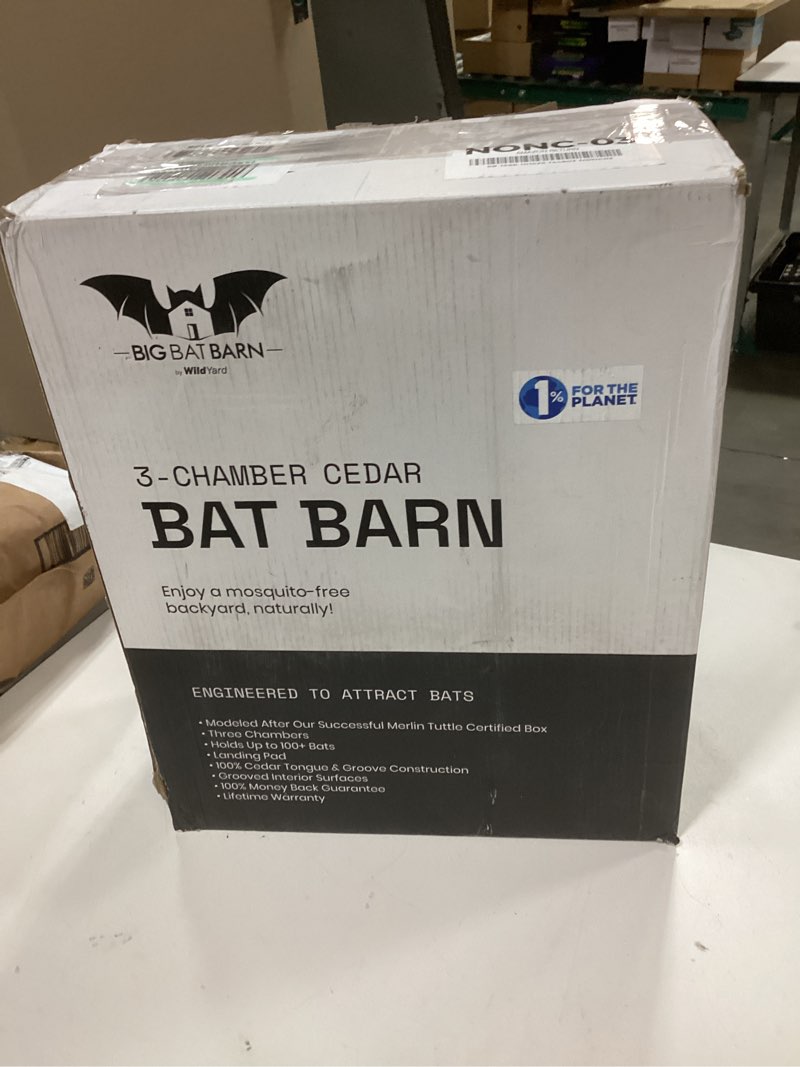 NONC-03
BIG BAT BARN
by WildYard
1% FOR THE
PLANET
3-CHAMBER CEDAR
BAT BARN
Enjoy a mosquito-free
backyard, naturally!
ENGINEERED TO ATTRACT BATS
• Modeled After Our Successful Merlin Tuttle Certified Box
• Three Chambers
• Holds Up to 100+ Bats
• Landing Pad
• 100% Cedar Tongue & Groove Construction
• Grooved Interior Surfaces
• 100% Money Back Guarantee
• Lifetime Warranty